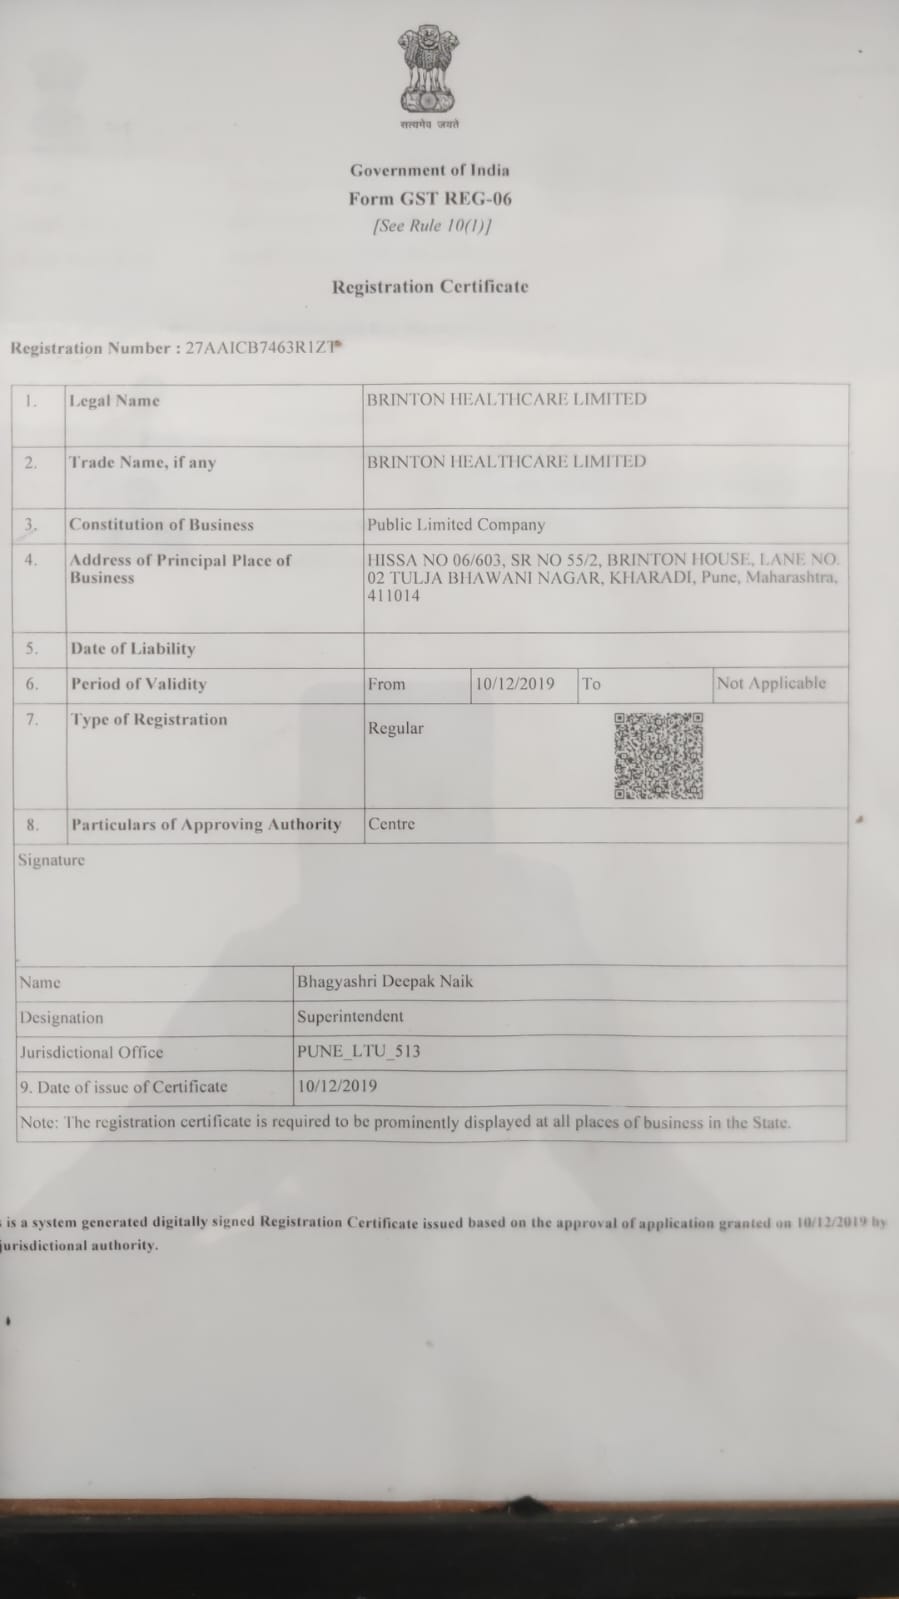 सत्यमेव जयते
Government of India
Form GST REG-06
[See Rule 10(1)]
Registration Certificate
Registration Number : 27AAICB7463R1ZT
1. Legal Name BRINTON HEALTHCARE LIMITED
2. Trade Name, if any BRINTON HEALTHCARE LIMITED
3. Constitution of Business Public Limited Company
4. Address of Principal Place of HISSA NO 06/603, SR NO 55/2, BRINTON HOUSE, LANE NO.
Business 02 TULJA BHAWANI NAGAR, KHARADI, Pune, Maharashtra,
411014
5. Date of Liability
6. Period of Validity From 10/12/2019 To Not Applicable
7. Type of Registration Regular
8. Particulars of Approving Authority Centre
Signature
Name Bhagyashri Deepak Naik
Designation Superintendent
Jurisdictional Office PUNE_LTU_513
9. Date of issue of Certificate 10/12/2019
Note: The registration certificate is required to be prominently displayed at all places of business in the State.
is a system generated digitally signed Registration Certificate issued based on the approval of application granted on 10/12/2019 by
jurisdictional authority.